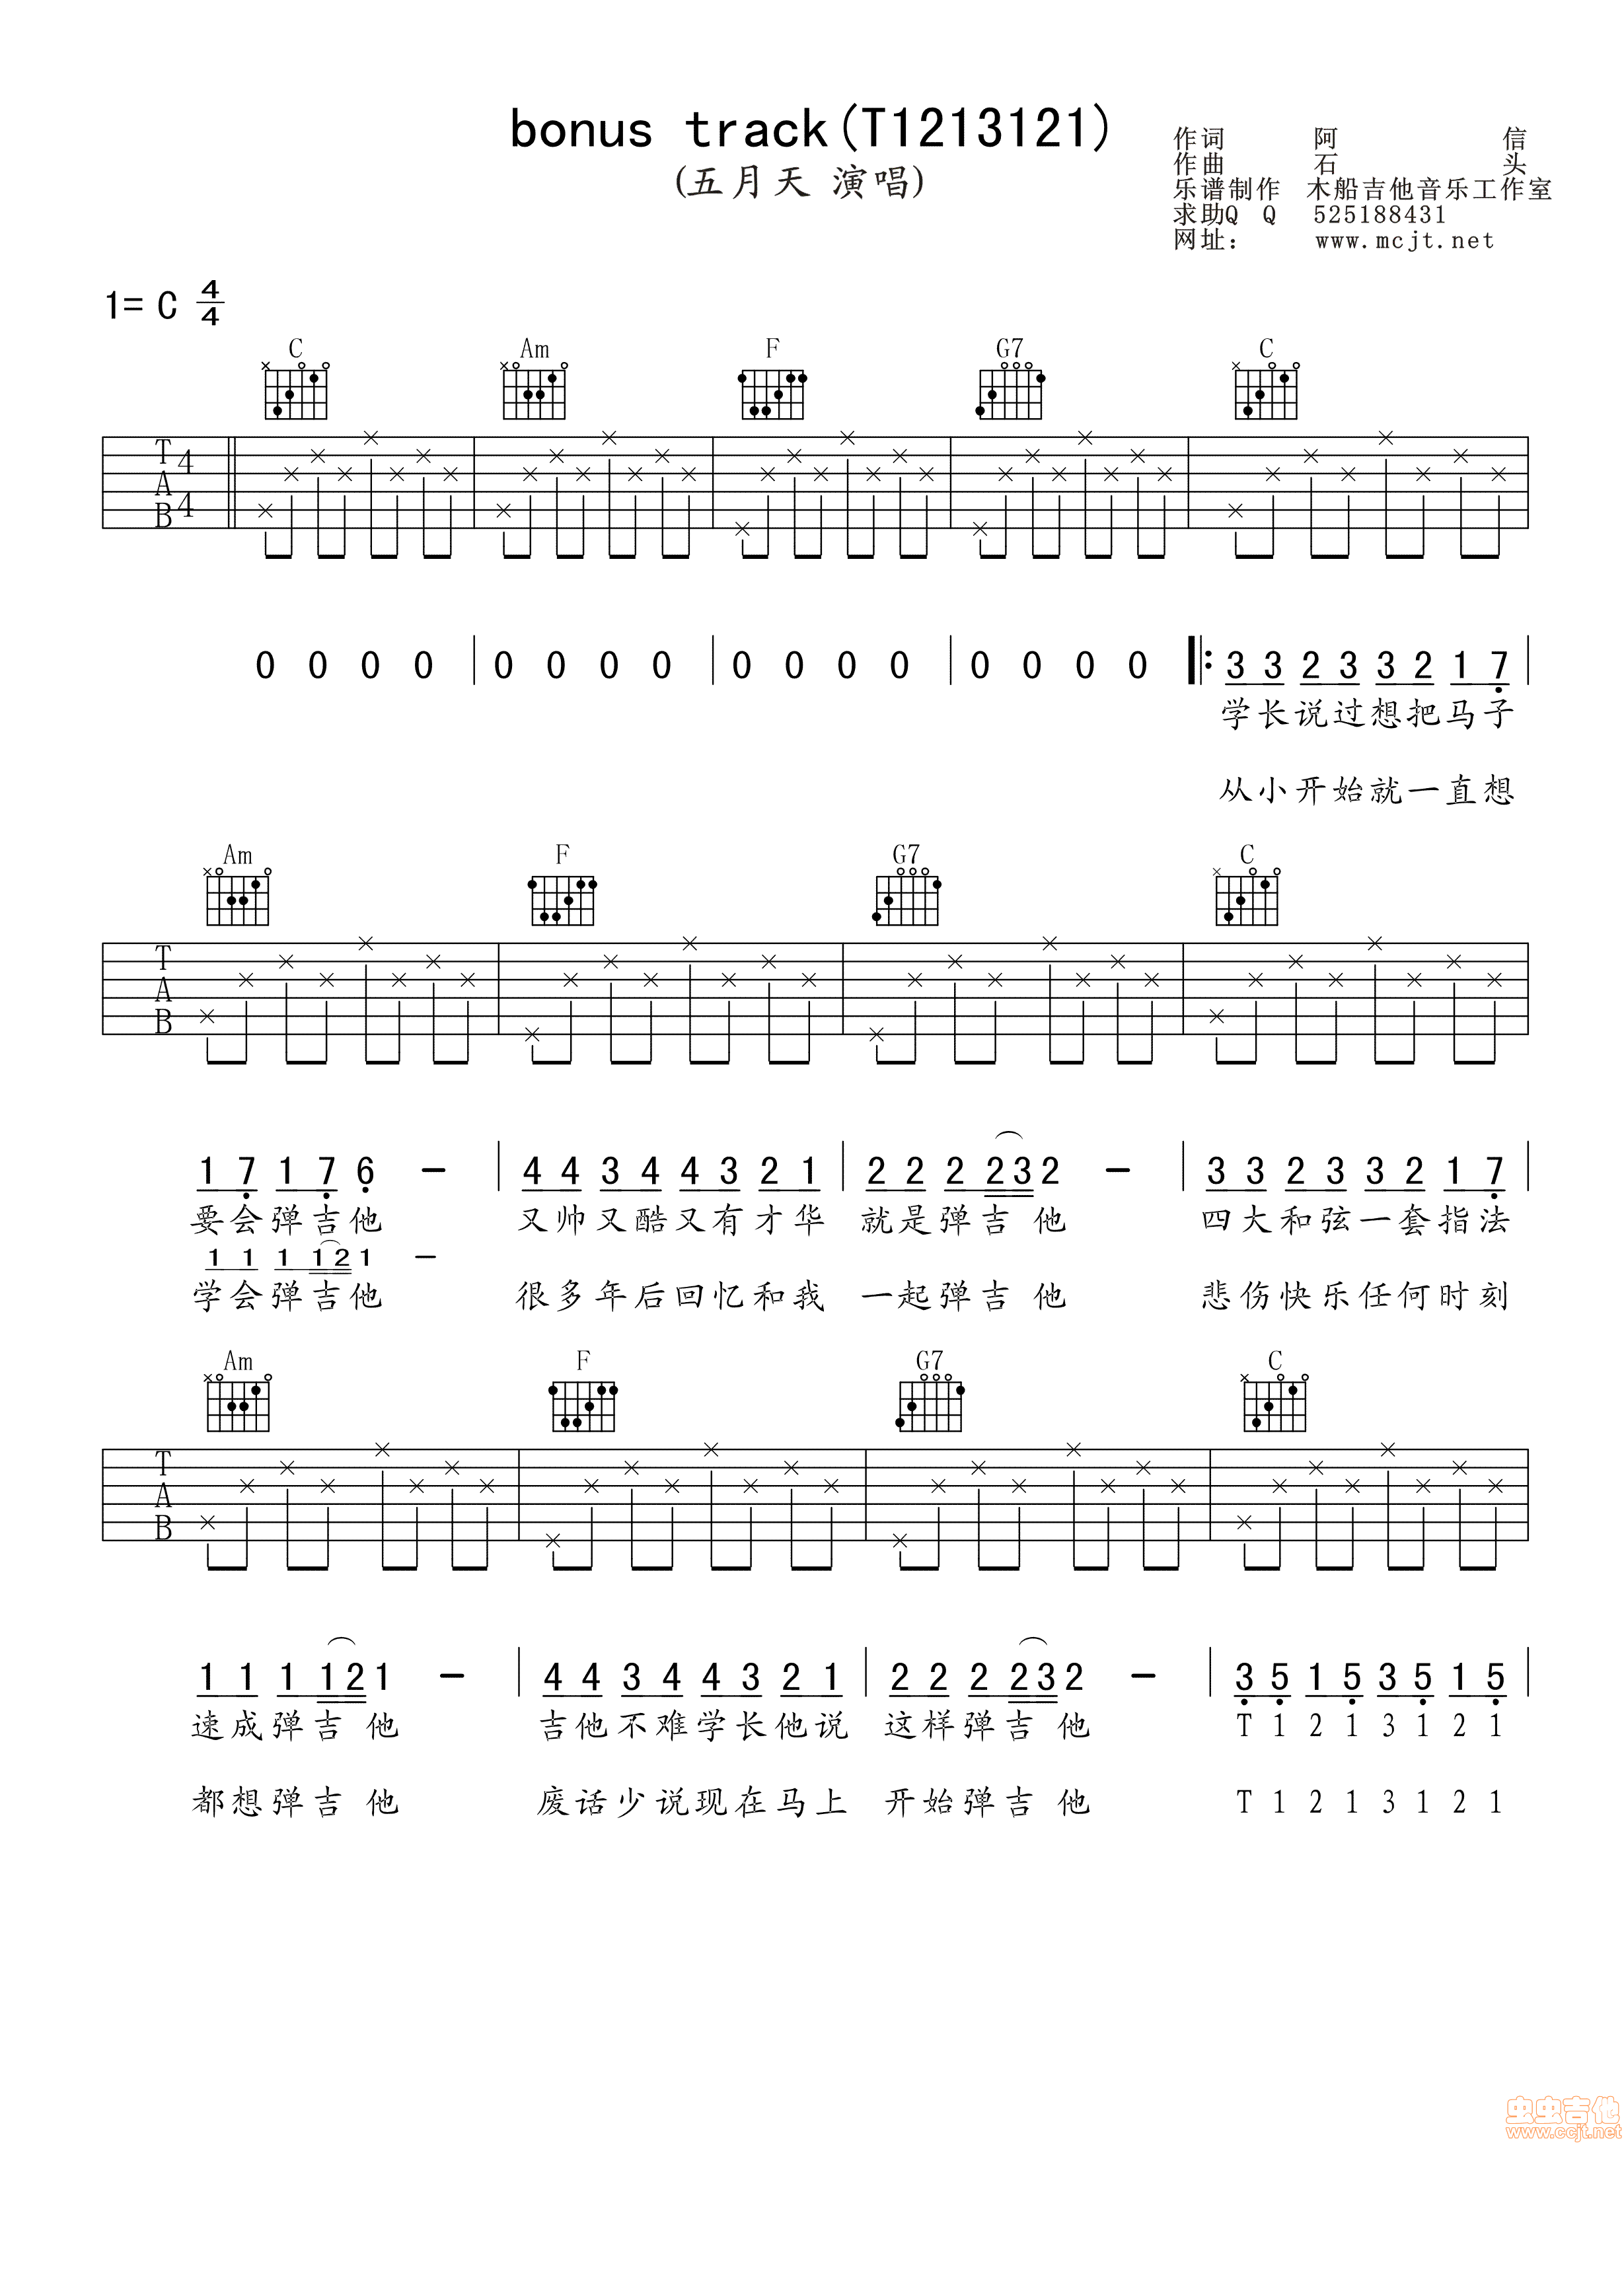 bonus track(T1213121)
(五月天 演唱)
作词 阿 信
作曲 石 头
乐谱制作 木船吉他音乐工作室
求助Q Q 525188431
网址： www.mcjt.net
1= C 4/4
C Am F G7 C
T A B 4 4
0 0 0 0 0 0 0 0 0 0 0 0 0 0 0 0 3 3 2 3 3 2 1 7
学长说过想把马子
从小开始就一直想
Am F G7 C
T A B
1 7 1 7 6 - 4 4 3 4 4 3 2 1 2 2 2 2 3 2 - 3 3 2 3 3 2 1 7
要会弹吉他 又帅又酷又有才华 就是弹吉 他 四大和弦一套指法
1 1 1 1 2 1 -
学会弹吉他 很多年后回忆和我 一起弹吉 他 悲伤快乐任何时刻
Am F G7 C
T A B
1 1 1 1 2 1 - 4 4 3 4 4 3 2 1 2 2 2 2 3 2 - 3 5 1 5 3 5 1 5
速成弹吉 他 吉他不难学长他说 这样弹吉 他 T 1 2 1 3 1 2 1
都想弹吉 他 废话少说现在马上 开始弹吉 他 T 1 2 1 3 1 2 1
虫虫吉他
www.ccjt.net